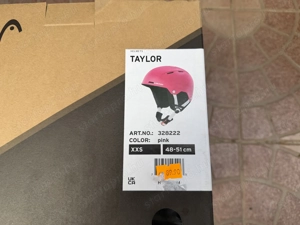 TAYLOR
ART.NO.: 326222
COLOR: pink
XXS 48-51 cm
UK
CA